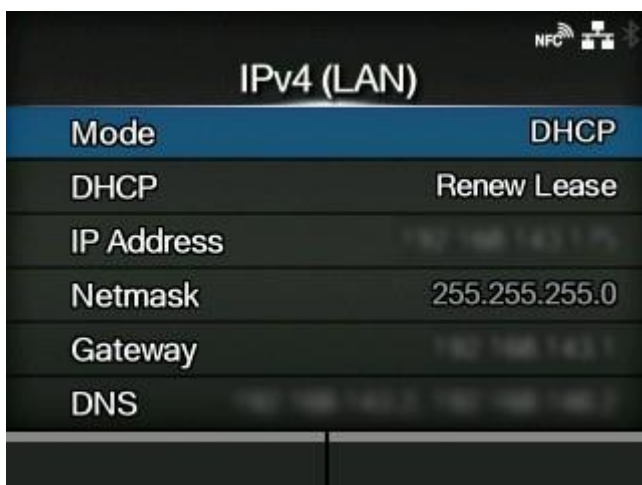 NFC
IPv4 (LAN)
Mode DHCP
DHCP Renew Lease
IP Address
Netmask 255.255.255.0
Gateway
DNS